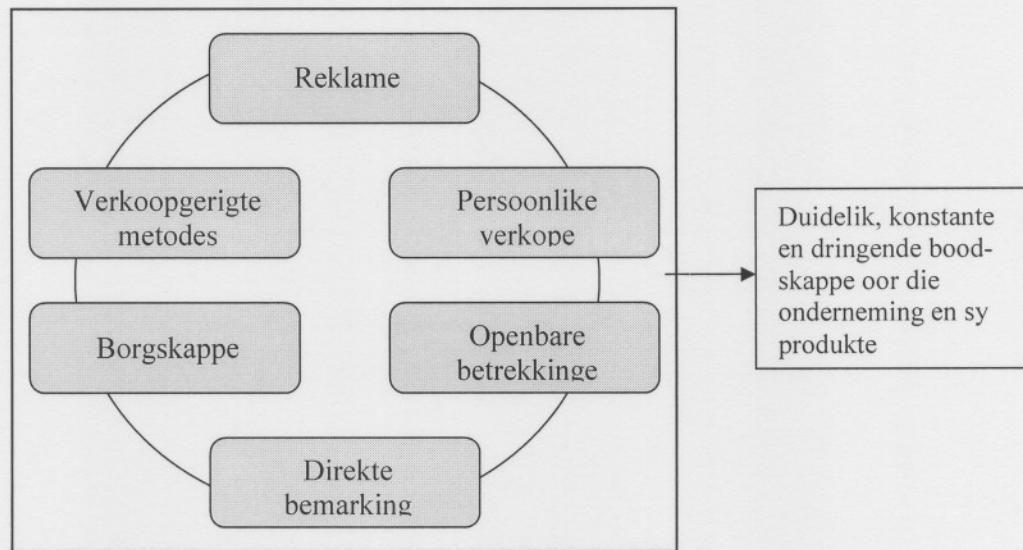 Reklame
Verkoopgerigte
metodes
Persoonlike
verkope
Borgskappe
Openbare
betrekkinge
Direkte
bemarking
Duidelik, konstante
en dringende bood-
skappe oor die
onderneming en sy
produkte